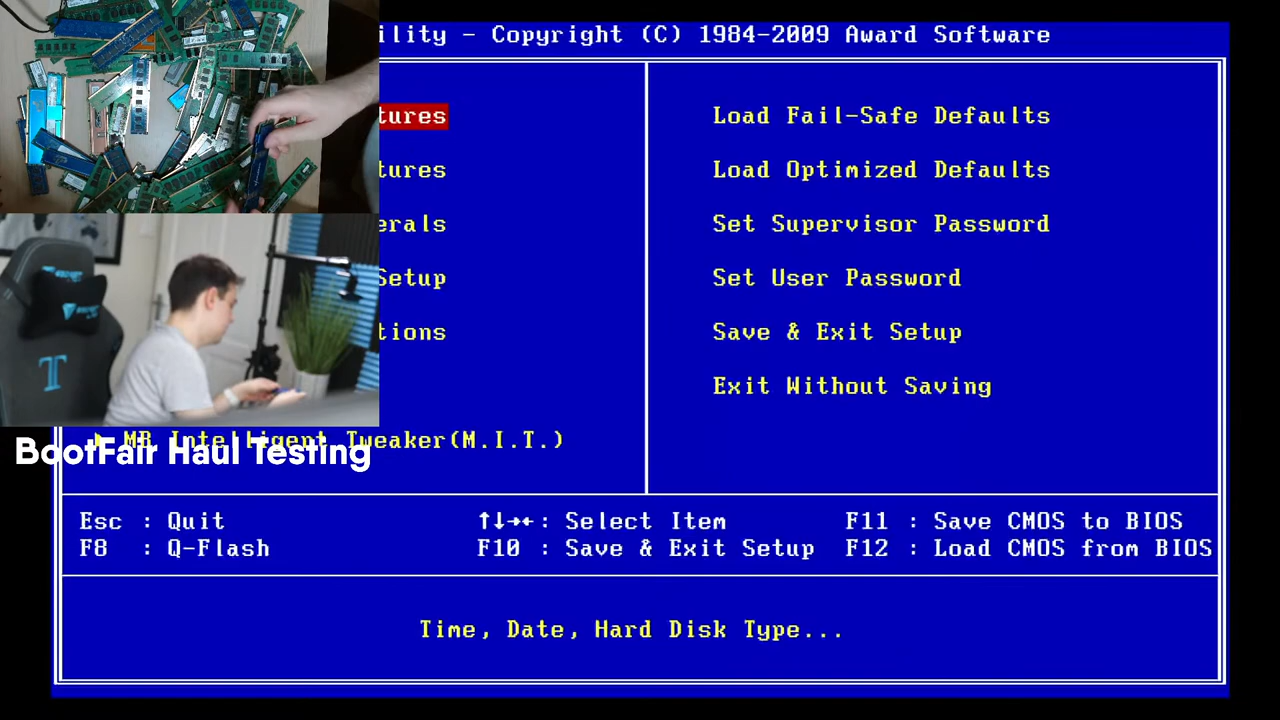 ility - Copyright (C) 1984-2009 Award Software
tures
tures
erals
Setup
tions
▶ MB Intelligent Tweaker(M.I.T.)
Load Fail-Safe Defaults
Load Optimized Defaults
Set Supervisor Password
Set User Password
Save & Exit Setup
Exit Without Saving
T
BootFair Haul Testing
Esc : Quit
F8 : Q-Flash
↑↓→←: Select Item
F10 : Save & Exit Setup
F11 : Save CMOS to BIOS
F12 : Load CMOS from BIOS
Time, Date, Hard Disk Type...